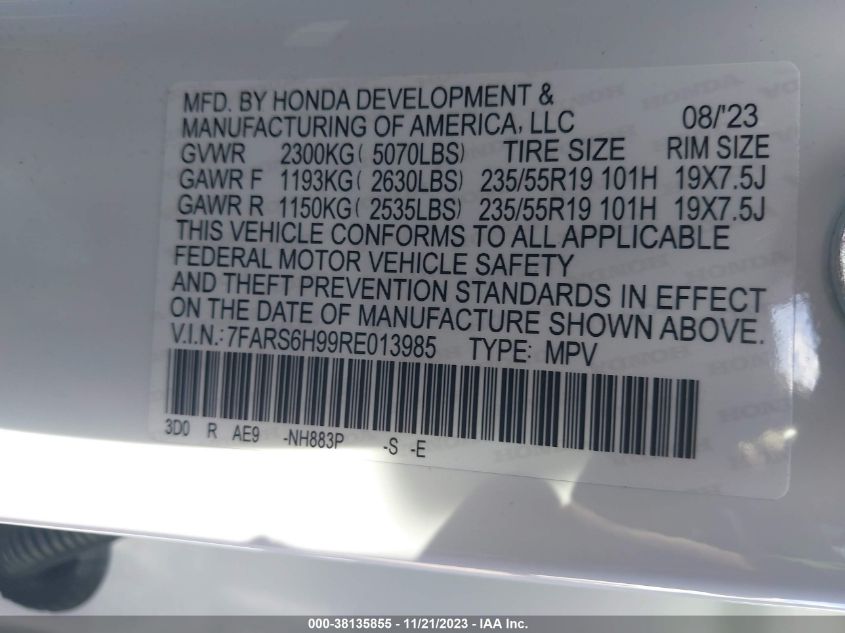 MFD. BY HONDA DEVELOPMENT &
MANUFACTURING OF AMERICA, LLC 08/'23
GVWR 2300KG( 5070LBS) TIRE SIZE RIM SIZE
GAWR F 1193KG( 2630LBS) 235/55R19 101H 19X7.5J
GAWR R 1150KG( 2535LBS) 235/55R19 101H 19X7.5J
THIS VEHICLE CONFORMS TO ALL APPLICABLE
FEDERAL MOTOR VEHICLE SAFETY
AND THEFT PREVENTION STANDARDS IN EFFECT
ON THE DATE OF MANUFACTURE SHOWN ABOVE.
V.I.N.:7FARS6H99RE013985 TYPE: MPV
3D0 R AE9 -NH883P -S -E
000-38135855 - 11/21/2023 - IAA Inc.